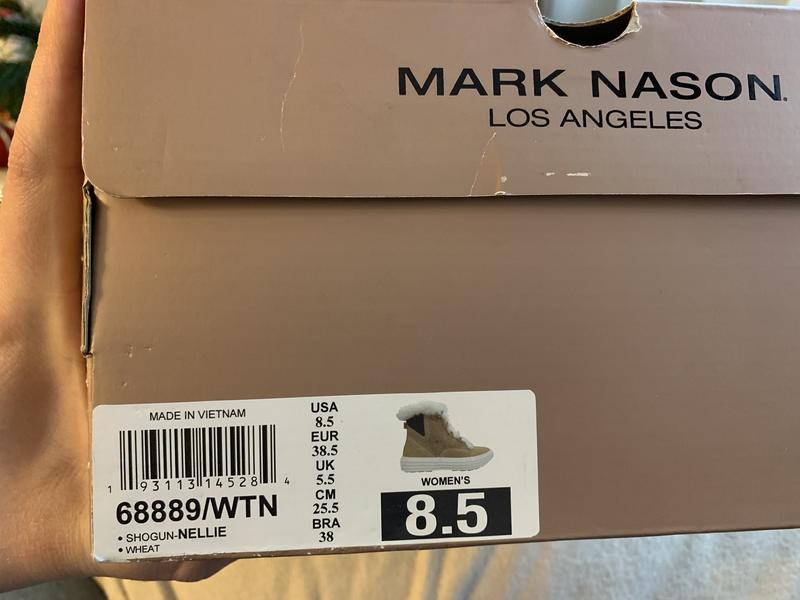 MARK NASON.
LOS ANGELES
MADE IN VIETNAM
1 93113 14528 4
68889/WTN
• SHOGUN-NELLIE
• WHEAT
USA
8.5
EUR
38.5
UK
5.5
CM
25.5
BRA
38
WOMEN'S
8.5